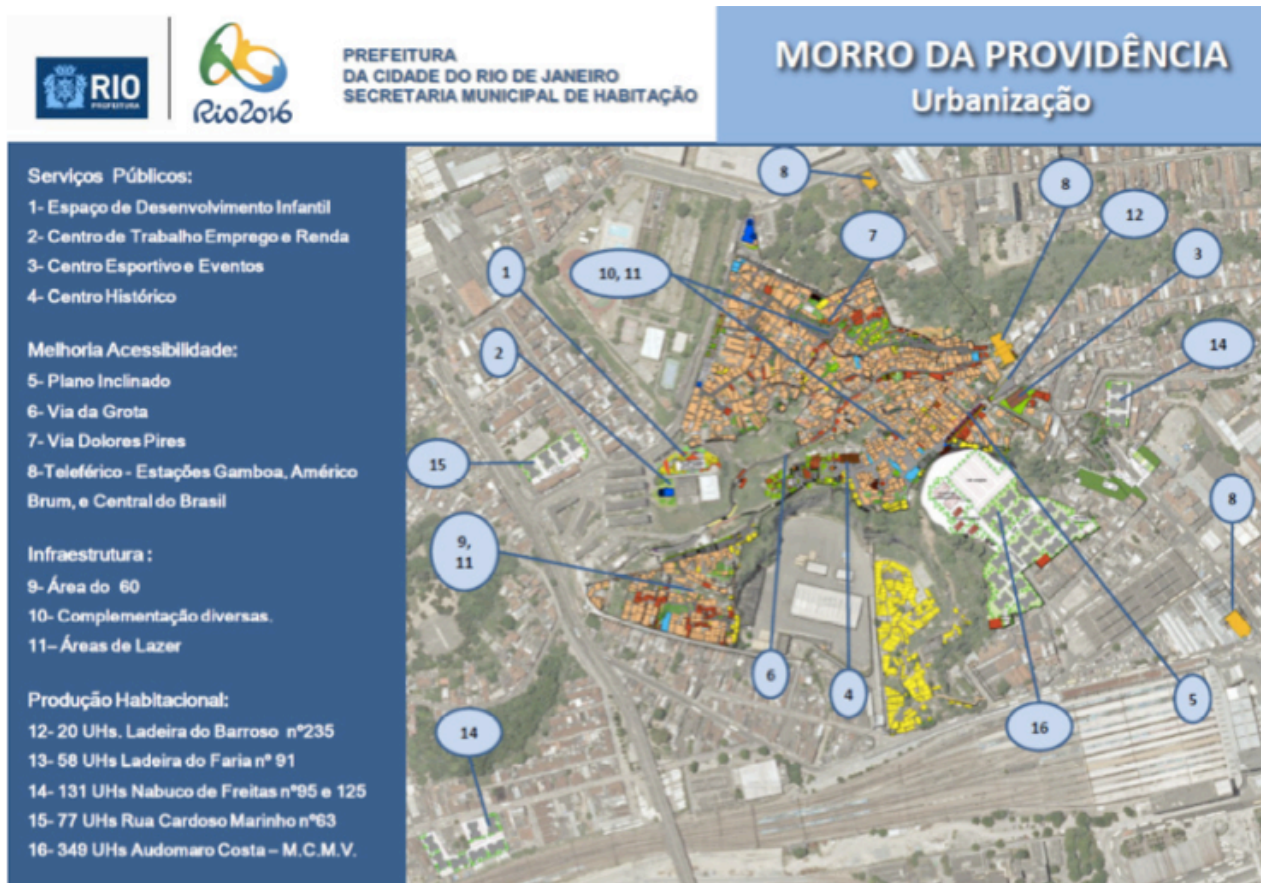 RIO
PREFEITURA
Rio2016
PREFEITURA
DA CIDADE DO RIO DE JANEIRO
SECRETARIA MUNICIPAL DE HABITAÇÃO
MORRO DA PROVIDÊNCIA
Urbanização
Serviços Públicos:
1- Espaço de Desenvolvimento Infantil
2- Centro de Trabalho Emprego e Renda
3- Centro Esportivo e Eventos
4- Centro Histórico
Melhoria Acessibilidade:
5- Plano Inclinado
6- Via da Grota
7- Via Dolores Pires
8-Teleférico - Estações Gamboa, Américo
Brum, e Central do Brasil
Infraestrutura :
9- Área do 60
10- Complementação diversas.
11– Áreas de Lazer
Produção Habitacional:
12- 20 UHs. Ladeira do Barroso nº235
13- 58 UHs Ladeira do Faria nº 91
14- 131 UHs Nabuco de Freitas nº95 e 125
15- 77 UHs Rua Cardoso Marinho nº63
16- 349 UHs Audomaro Costa – M.C.M.V.
8
8
12
7
3
1
10, 11
2
14
15
8
9,
11
6
4
5
16
14